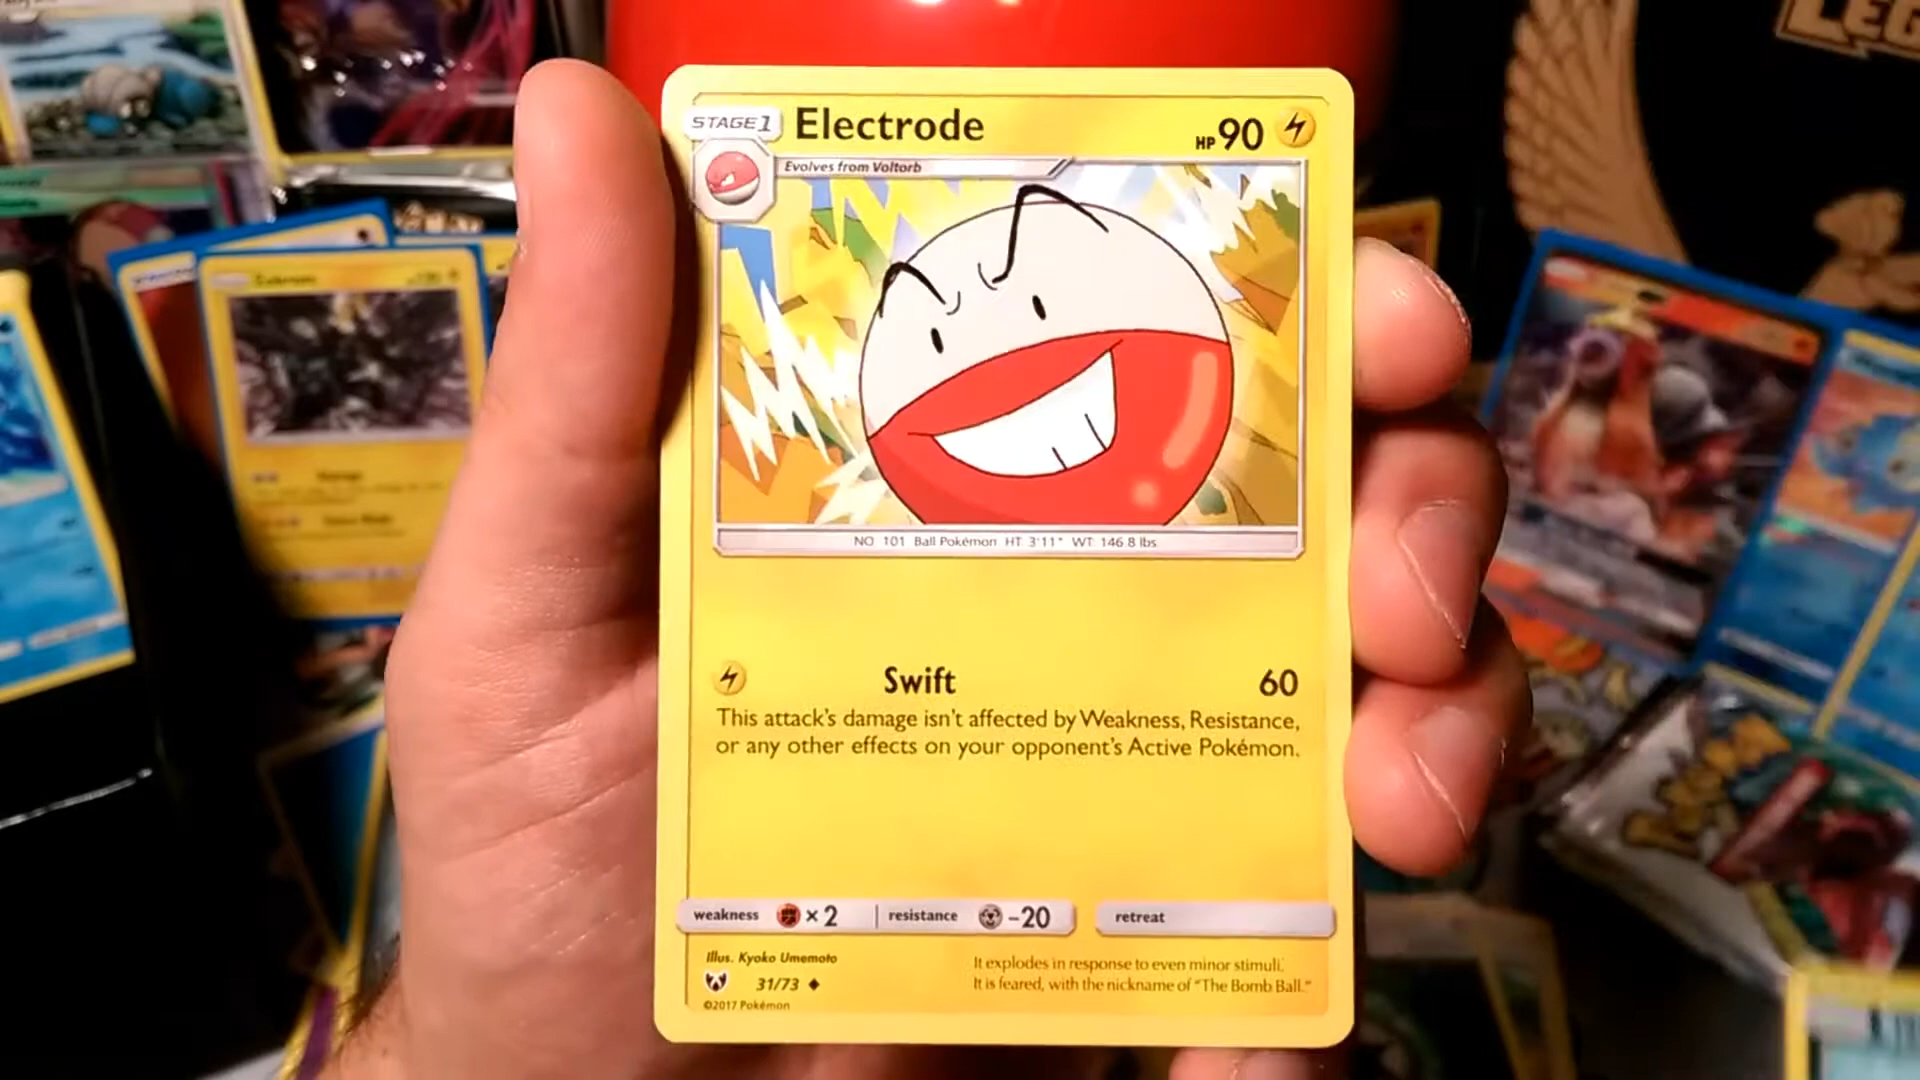 LEG
STAGE 1 Electrode HP 90
Evolves from Voltorb
NO 101 Ball Pokémon HT 3'11" WT 146.8 lbs
Swift 60
This attack's damage isn't affected by Weakness, Resistance,
or any other effects on your opponent's Active Pokémon.
weakness × 2 resistance -20 retreat
Illus. Kyoko Umemoto
31/73
©2017 Pokémon
It explodes in response to even minor stimuli.
It is feared, with the nickname of "The Bomb Ball."